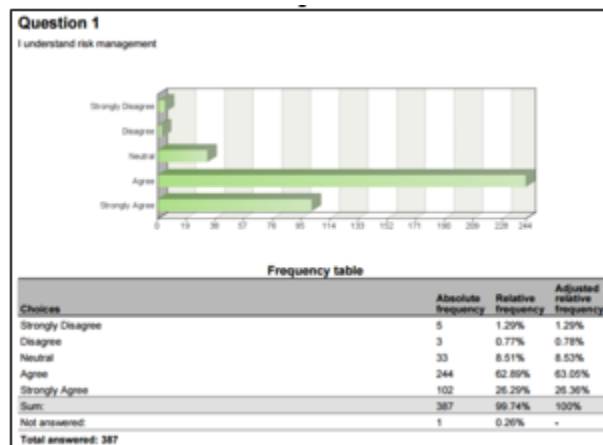 Question 1
I understand risk management
Strongly Disagree
Disagree
Neutral
Agree
Strongly Agree
0 19 38 57 76 95 114 133 152 171 190 209 228 244
Frequency table
Choices Absolute frequency Relative frequency Adjusted relative frequency
Strongly Disagree 5 1.29% 1.29%
Disagree 3 0.77% 0.78%
Neutral 33 8.51% 8.53%
Agree 244 62.89% 63.05%
Strongly Agree 102 26.29% 26.36%
Sum: 387 99.74% 100%
Not answered: 1 0.26% -
Total answered: 387